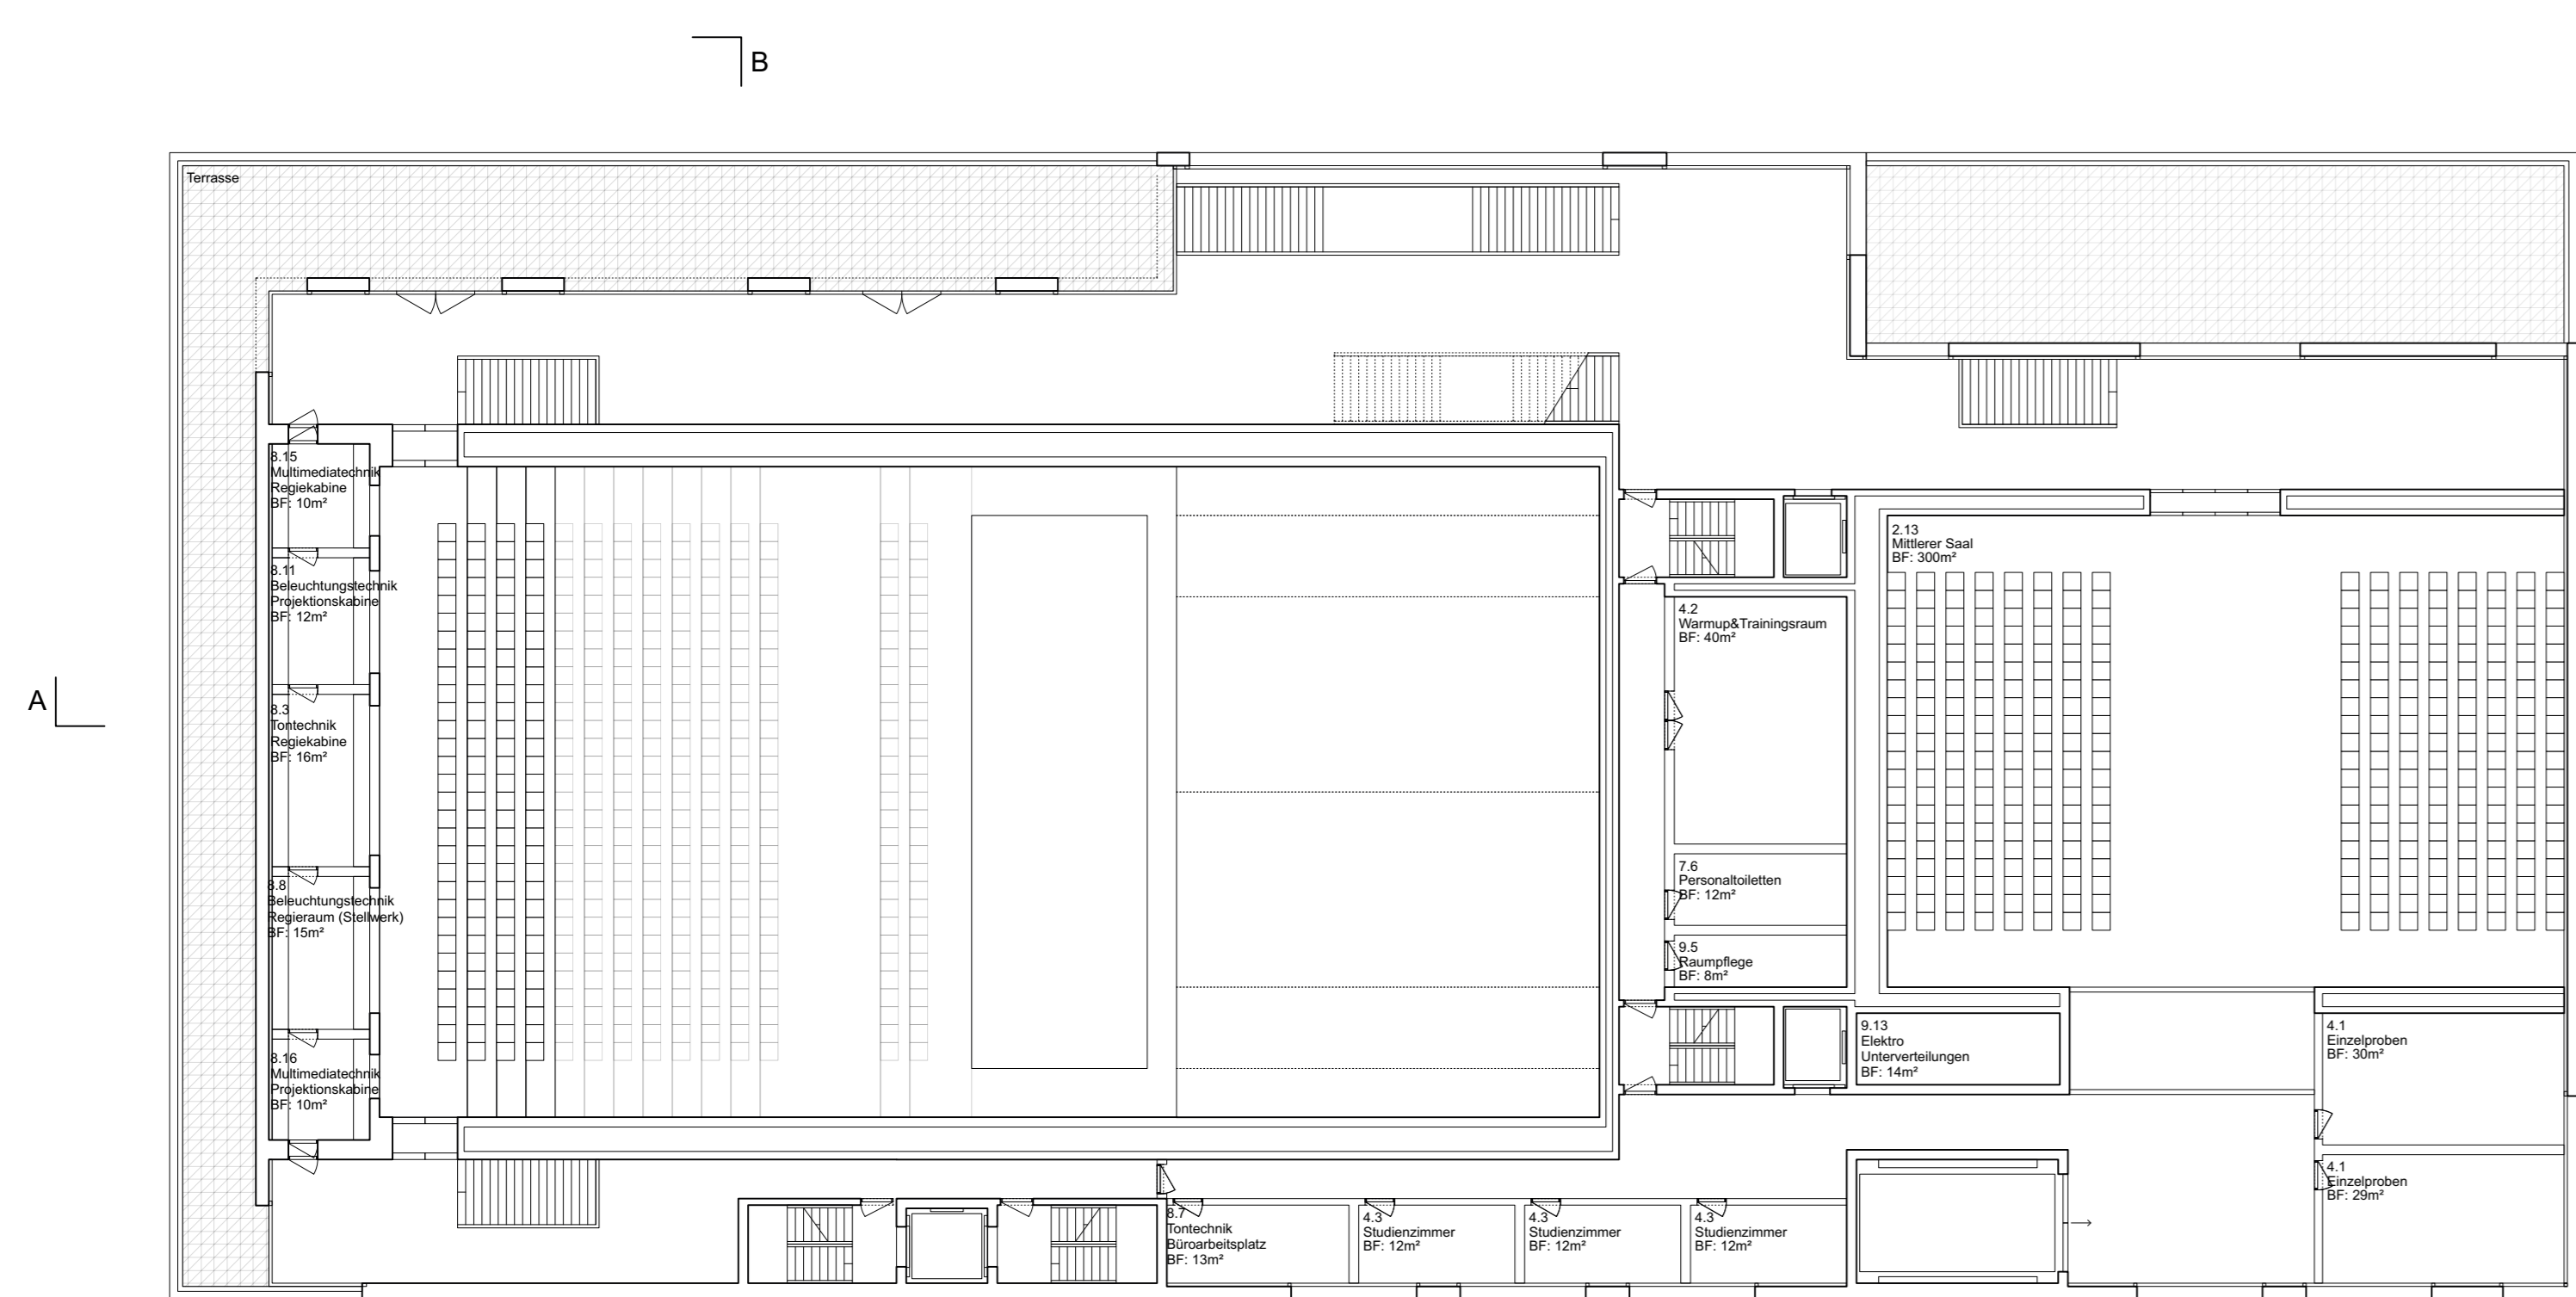 B
Terrasse
8.15
Multimediatechnik
Regiekabine
BF: 10m²
8.11
Beleuchtungstechnik
Projektionskabine
BF: 12m²
A
8.3
Tontechnik
Regiekabine
BF: 16m²
8.8
Beleuchtungstechnik
Regieraum (Stellwerk)
BF: 15m²
8.16
Multimediatechnik
Projektionskabine
BF: 10m²
2.13
Mittlerer Saal
BF: 300m²
4.2
Warmup&Trainingsraum
BF: 40m²
7.6
Personaltoiletten
BF: 12m²
9.5
Raumpflege
BF: 8m²
9.13
Elektro
Unterverteilungen
BF: 14m²
4.1
Einzelproben
BF: 30m²
4.1
Einzelproben
BF: 29m²
8.7
Tontechnik
Büroarbeitsplatz
BF: 13m²
4.3
Studienzimmer
BF: 12m²
4.3
Studienzimmer
BF: 12m²
4.3
Studienzimmer
BF: 12m²